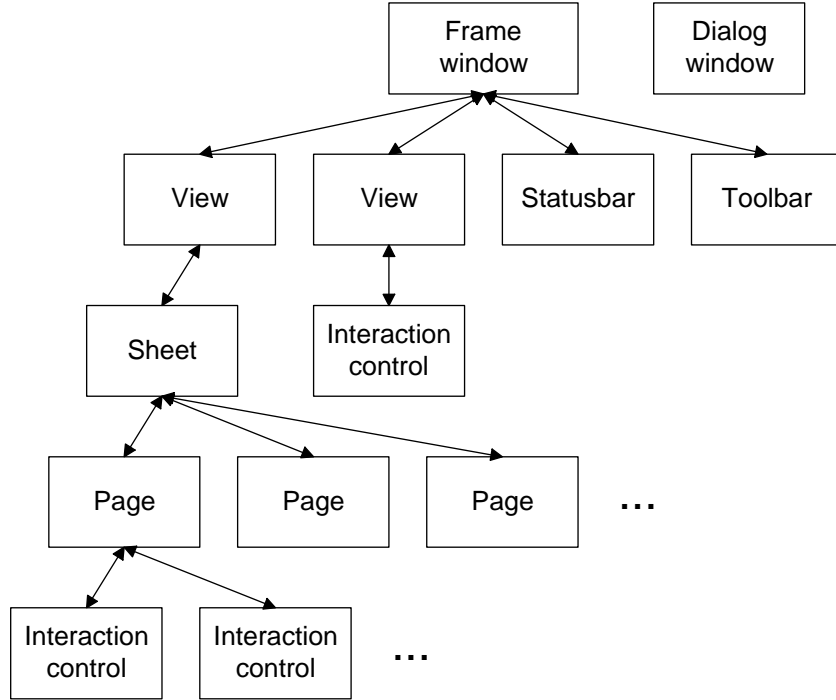 Frame
window
Dialog
window
View
View
Statusbar
Toolbar
Sheet
Interaction
control
Page
Page
Page
...
Interaction
control
Interaction
control
...